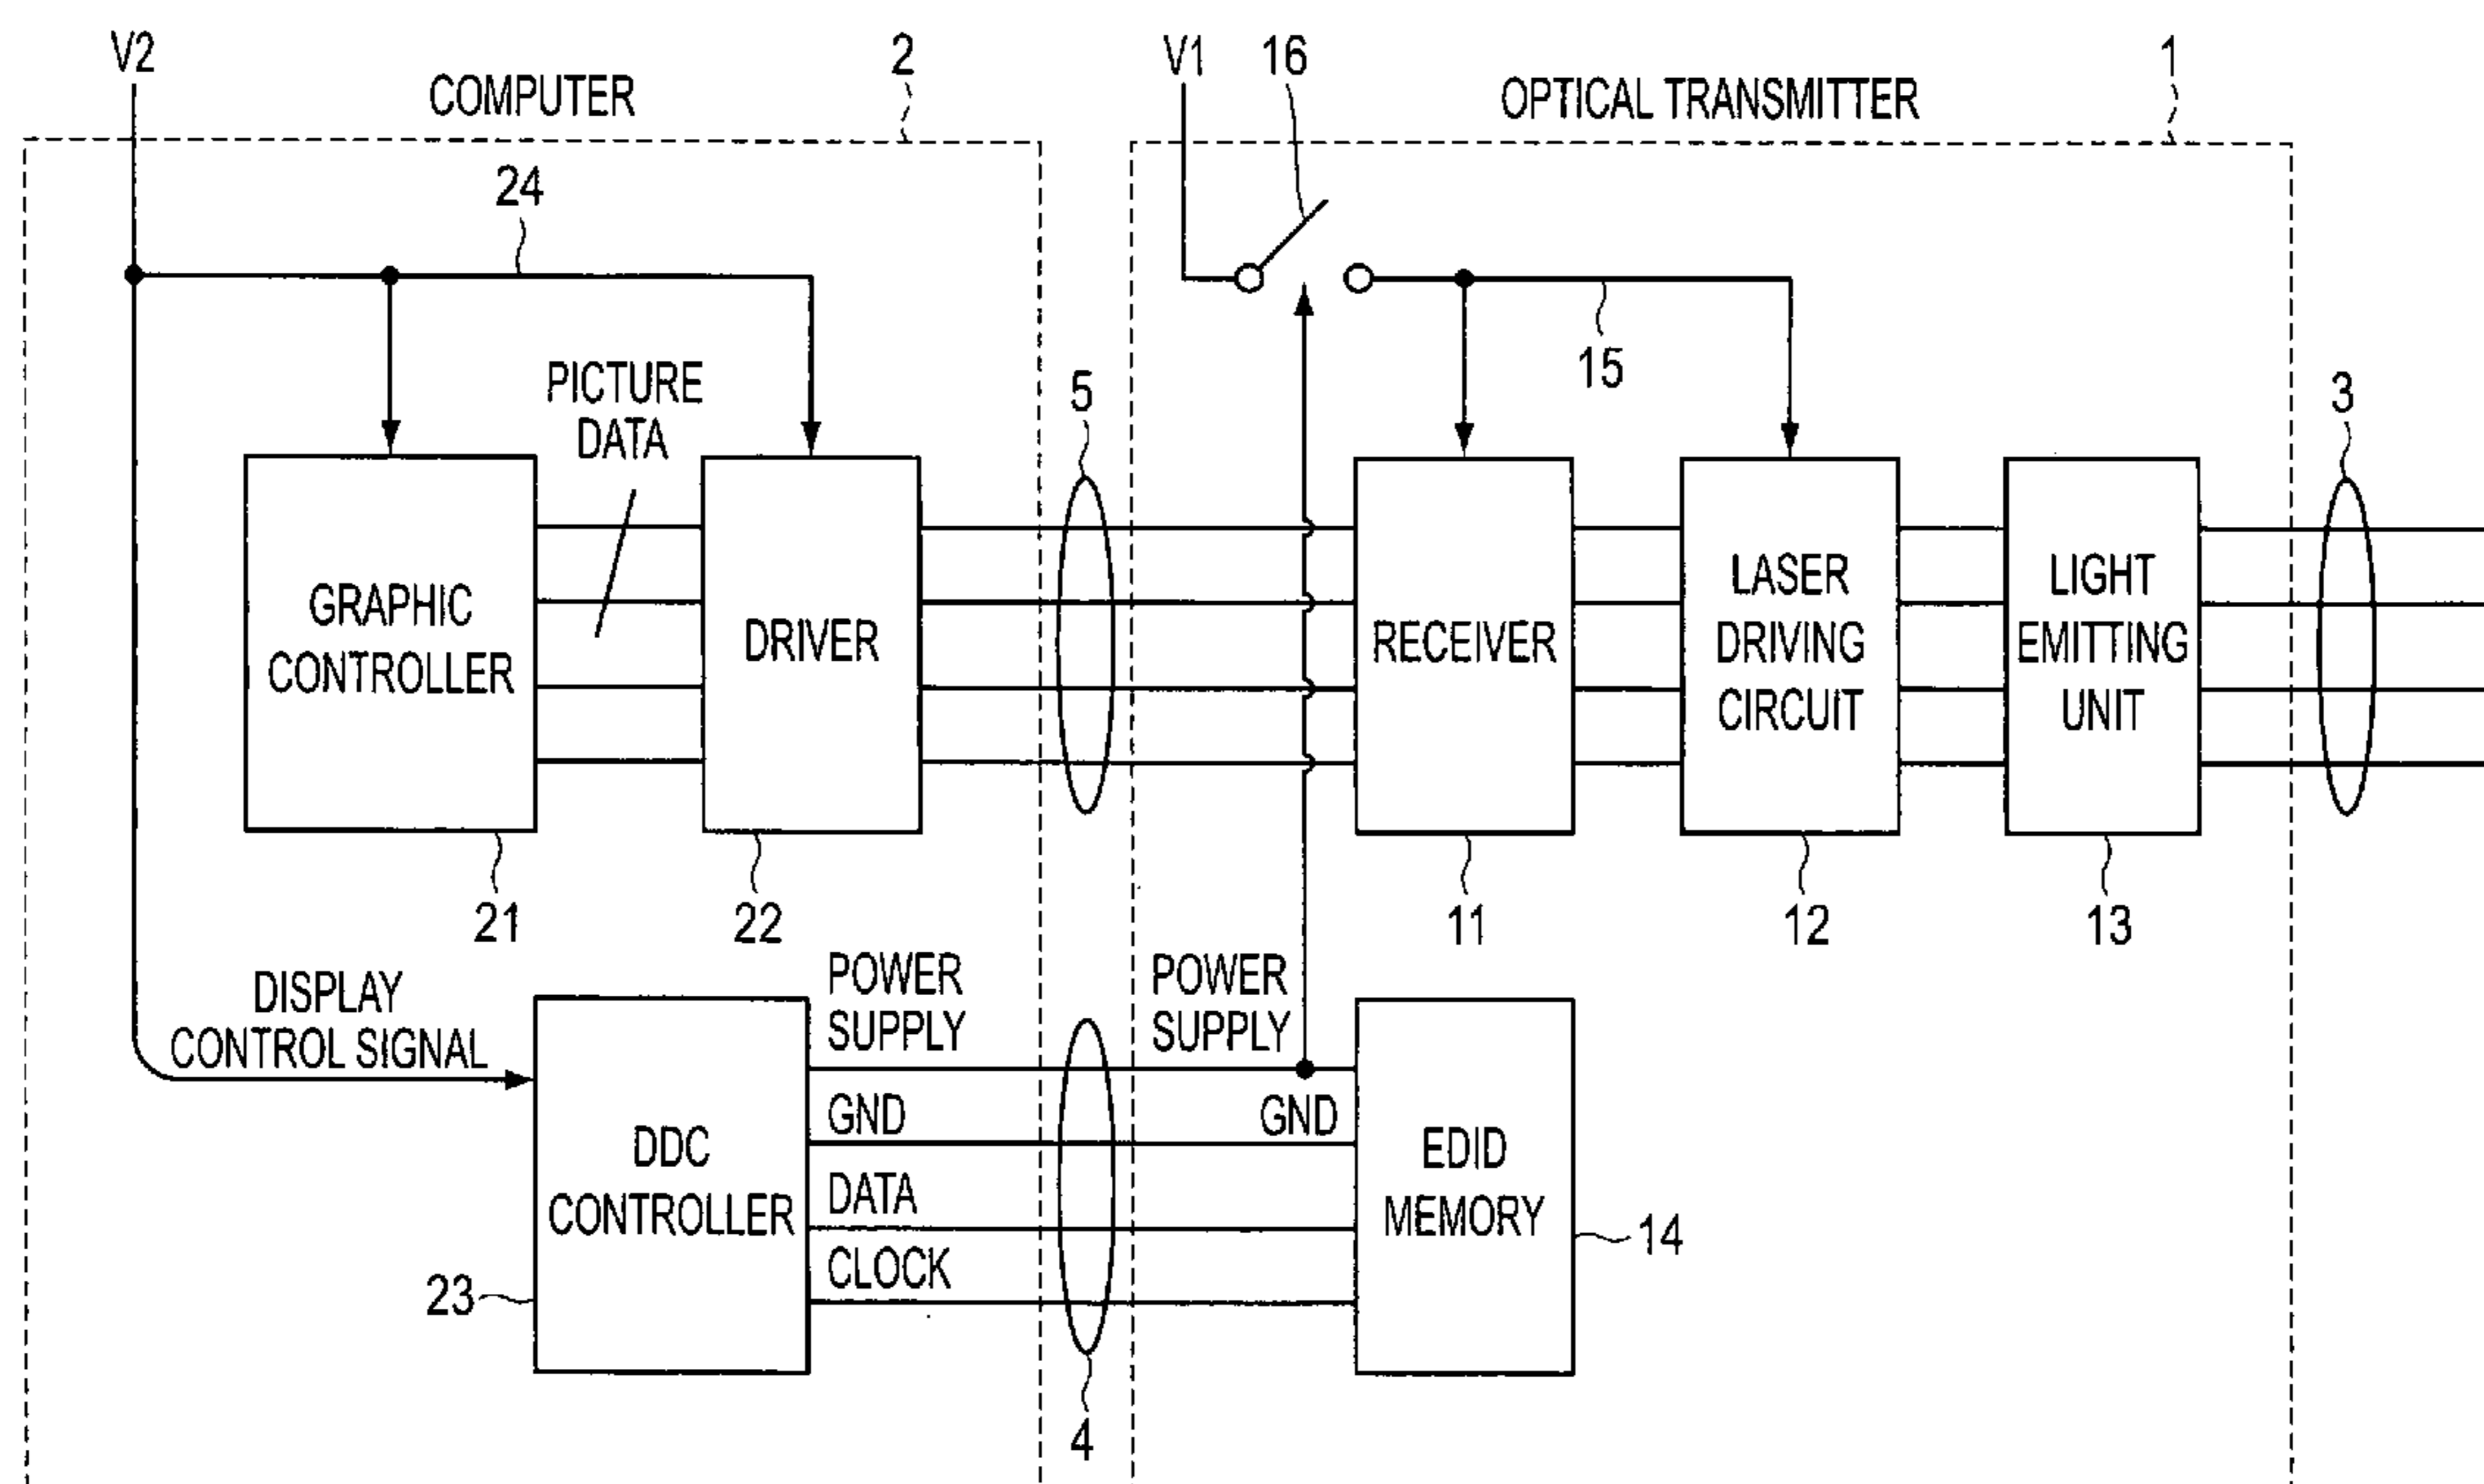 V2
COMPUTER
2
V1
16
OPTICAL TRANSMITTER
1
24
15
PICTURE
DATA
5
3
GRAPHIC
CONTROLLER
DRIVER
RECEIVER
LASER
DRIVING
CIRCUIT
LIGHT
EMITTING
UNIT
21
22
11
12
13
DISPLAY
CONTROL SIGNAL
POWER
SUPPLY
POWER
SUPPLY
GND
GND
DDC
CONTROLLER
DATA
CLOCK
EDID
MEMORY
14
23
4